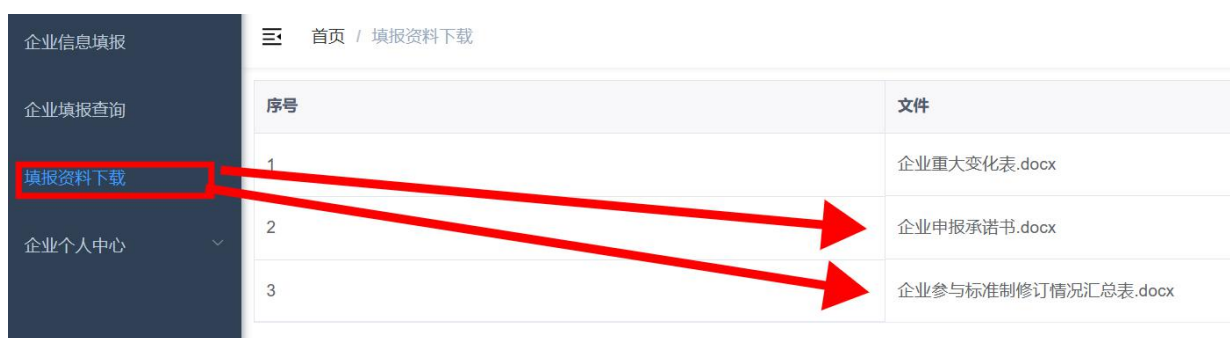 企业信息填报
企业填报查询
填报资料下载
企业个人中心
首页 / 填报资料下载
序号 文件
1 企业重大变化表.docx
2 企业申报承诺书.docx
3 企业参与标准制修订情况汇总表.docx